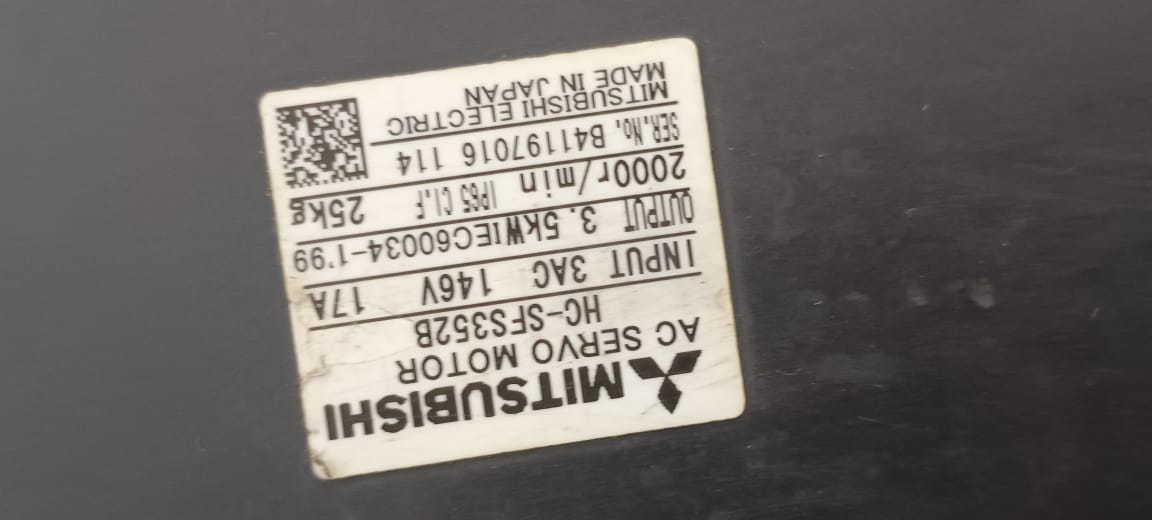 MITSUBISHI
AC SERVO MOTOR
HC-SFS352B
INPUT 3AC 146V 17A
OUTPUT 3.5kW IEC60034-1'99
2000r/min IP65 Cl.F 25kg
SER.No. B41197016 114
MITSUBISHI ELECTRIC
MADE IN JAPAN